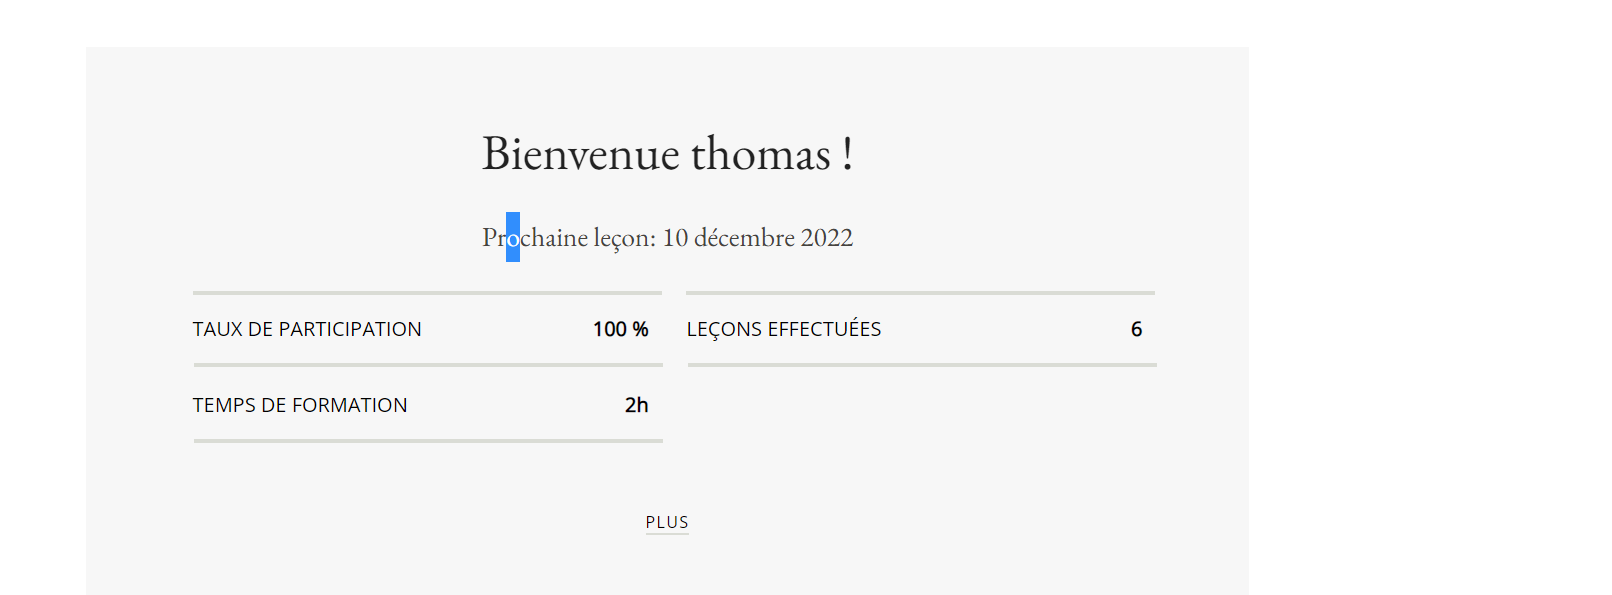 Bienvenue thomas !
Prochaine leçon: 10 décembre 2022
TAUX DE PARTICIPATION 100 % LEÇONS EFFECTUÉES 6
TEMPS DE FORMATION 2h
PLUS